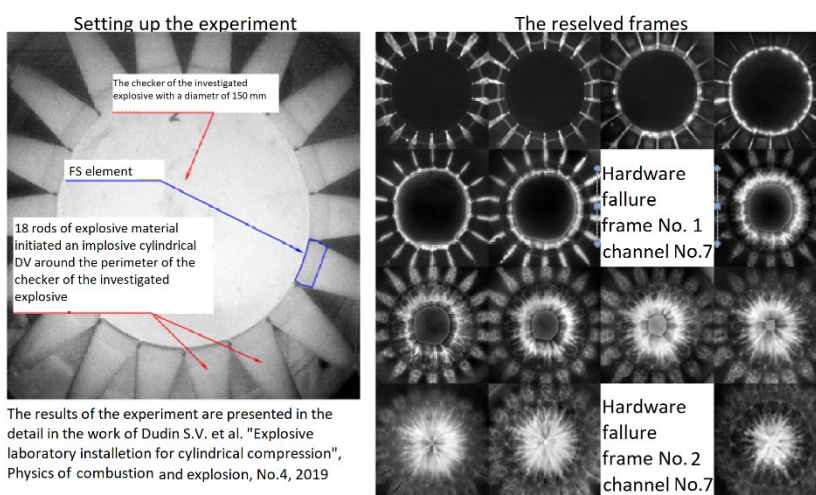 Setting up the experiment
The checker of the investigated
explosive with a diametr of 150 mm
FS element
18 rods of explosive material
initiated an implosive cylindrical
DV around the perimeter of the
checker of the investigated
explosive
The results of the experiment are presented in the
detail in the work of Dudin S.V. et al. "Explosive
laboratory installetion for cylindrical compression",
Physics of combustion and explosion, No.4, 2019
The reselved frames
Hardware
fallure
frame No. 1
channel No.7
Hardware
fallure
frame No. 2
channel No.7